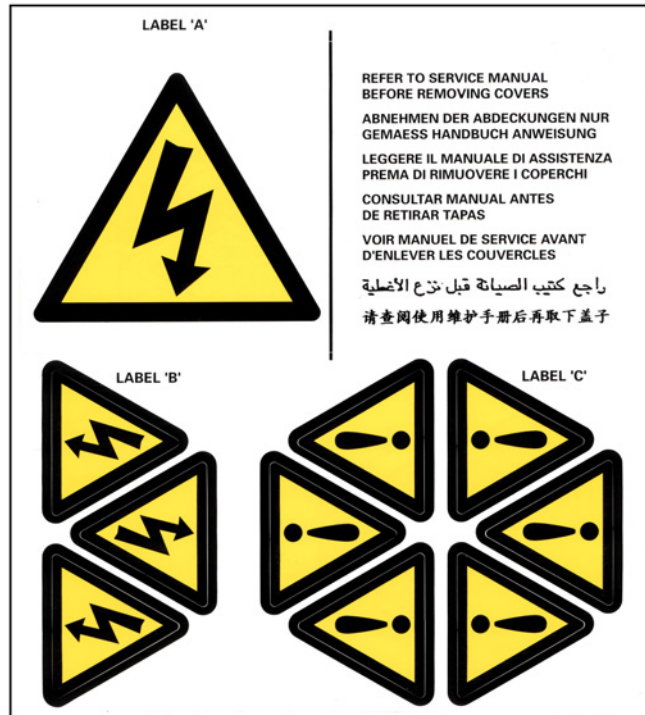 LABEL 'A'
REFER TO SERVICE MANUAL
BEFORE REMOVING COVERS
ABNEHMEN DER ABDECKUNGEN NUR
GEMAESS HANDBUCH ANWEISUNG
LEGGERE IL MANUALE DI ASSISTENZA
PREMA DI RIMUOVERE I COPERCHI
CONSULTAR MANUAL ANTES
DE RETIRAR TAPAS
VOIR MANUEL DE SERVICE AVANT
D'ENLEVER LES COUVERCLES
راجع كتيب الصيانة قبل نزع الأغطية
请查阅使用维护手册后再取下盖子
LABEL 'B'
LABEL 'C'